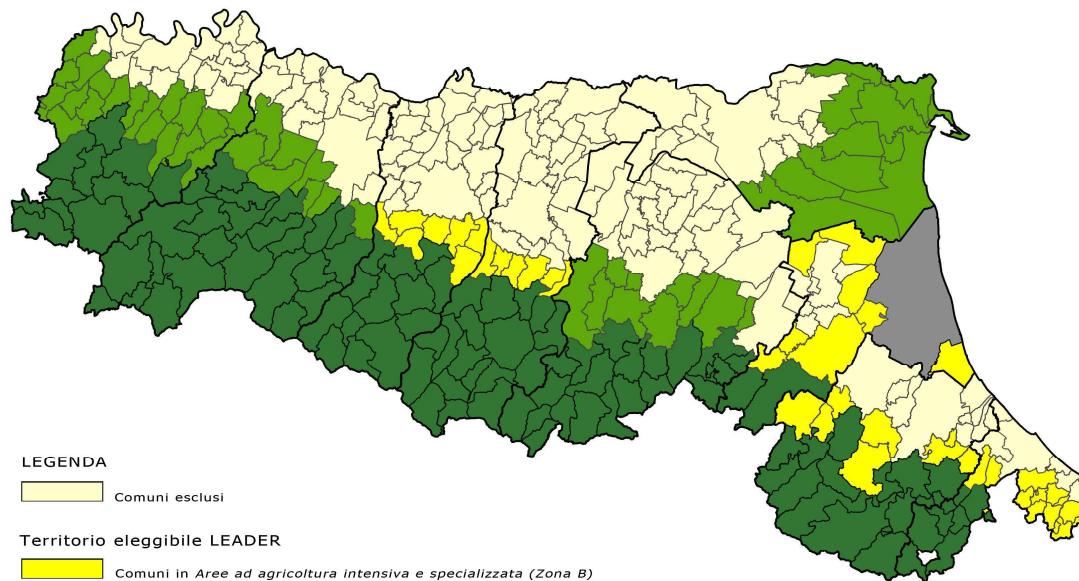 LEGENDA
Comuni esclusi
Territorio eleggibile LEADER
Comuni in Aree ad agricoltura intensiva e specializzata (Zona B)